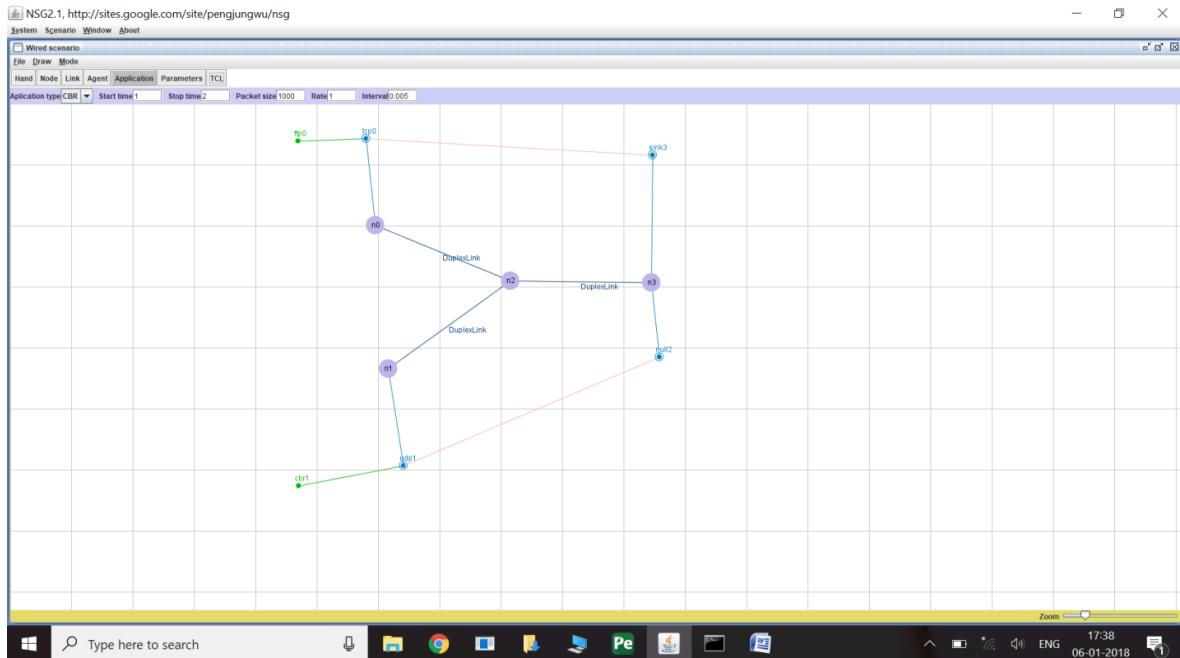 NSG2.1, http://sites.google.com/site/pengjungwu/nsg
System Scenario Window About
Wired scenario
File Draw Mode
Hand Node Link Agent Application Parameters TCL
Aplication type CBR Start time 1 Stop time 2 Packet size 1000 Rate 1 Interval 0.005
ftp0
tcp0
sink3
n0
DuplexLink
n2
DuplexLink
n3
DuplexLink
null2
n1
udp1
cbr1
Zoom
Type here to search
Pe
W
ENG
17:38
06-01-2018
1